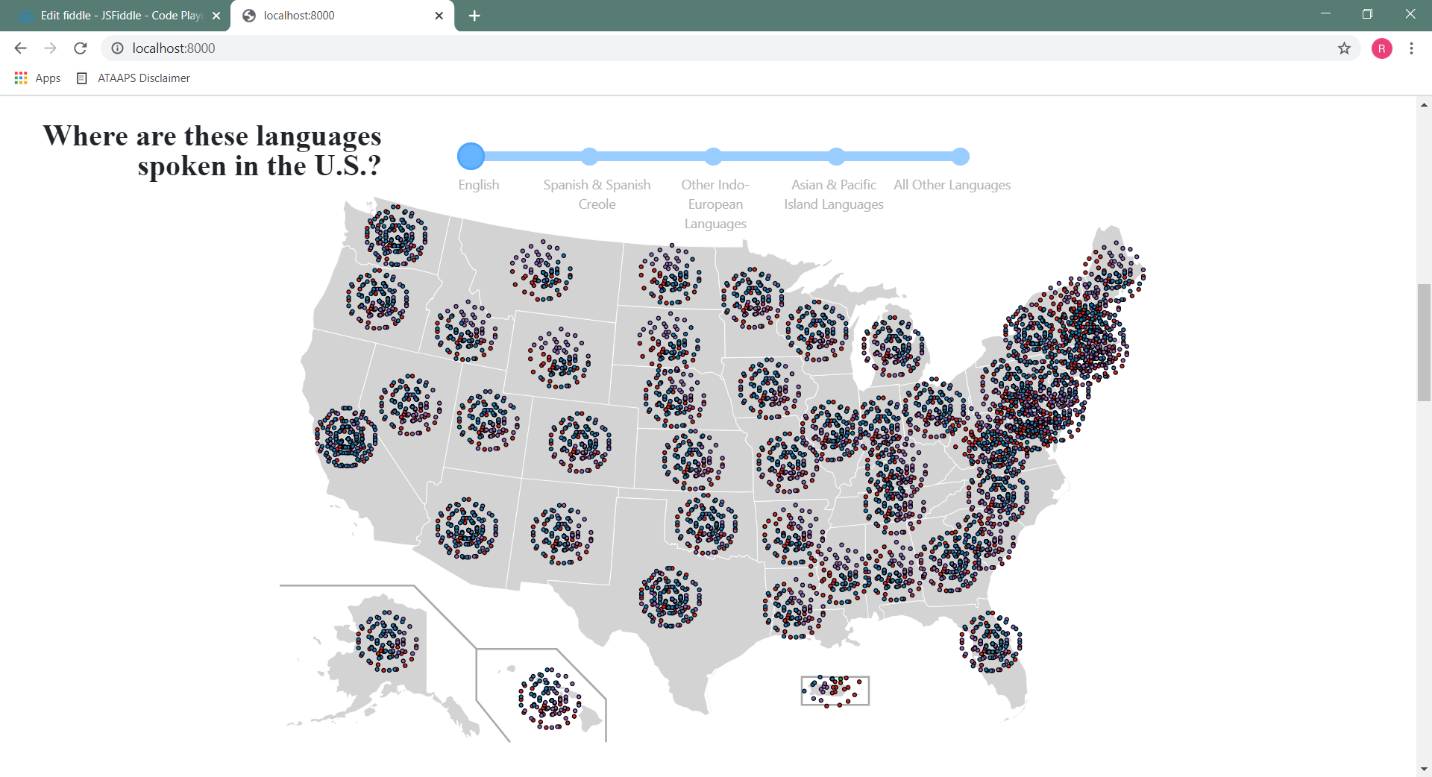 Edit fiddle - JSFiddle - Code Play
localhost:8000
localhost:8000
R
Apps
ATAAPS Disclaimer
Where are these languages
spoken in the U.S.?
English
Spanish & Spanish
Creole
Other Indo-
European
Languages
Asian & Pacific
Island Languages
All Other Languages